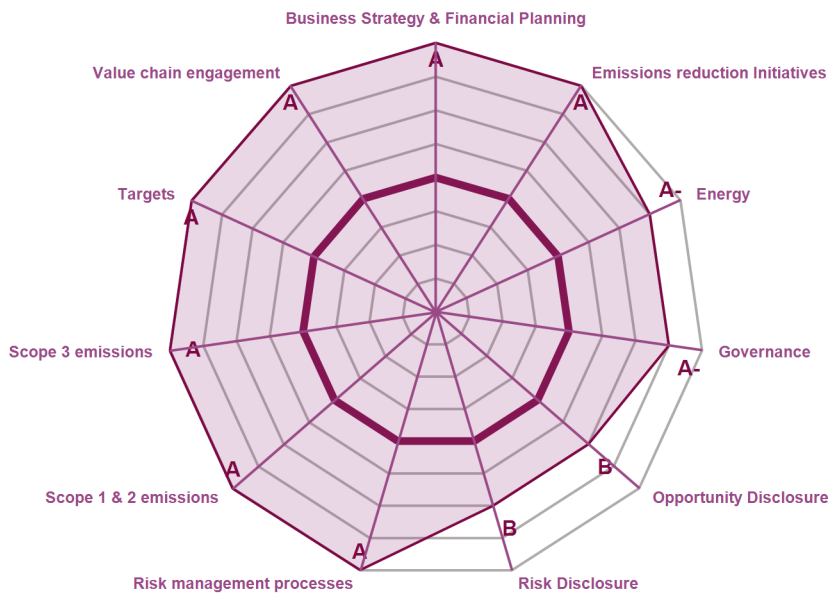 Business Strategy & Financial Planning
A
Value chain engagement
A
Emissions reduction Initiatives
A
Targets
A
A-
Energy
Scope 3 emissions
A
Governance
A-
Scope 1 & 2 emissions
A
B
Opportunity Disclosure
Risk management processes
A
B
Risk Disclosure